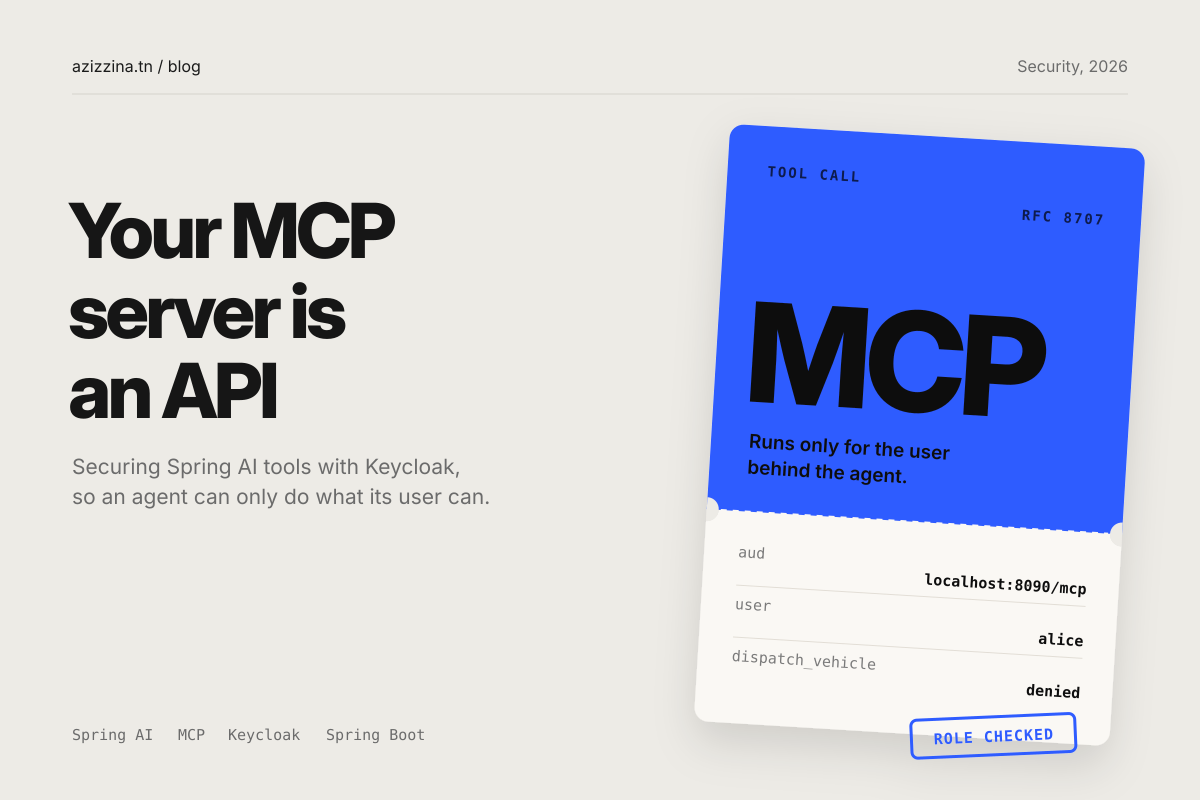 azizzina.tn / blog
Security, 2026
Your MCP
server is
an API
Securing Spring AI tools with Keycloak,
so an agent can only do what its user can.
Spring AI MCP Keycloak Spring Boot
TOOL CALL
RFC 8707
MCP
Runs only for the user
behind the agent.
aud
localhost:8090/mcp
user
alice
dispatch_vehicle
denied
ROLE CHECKED